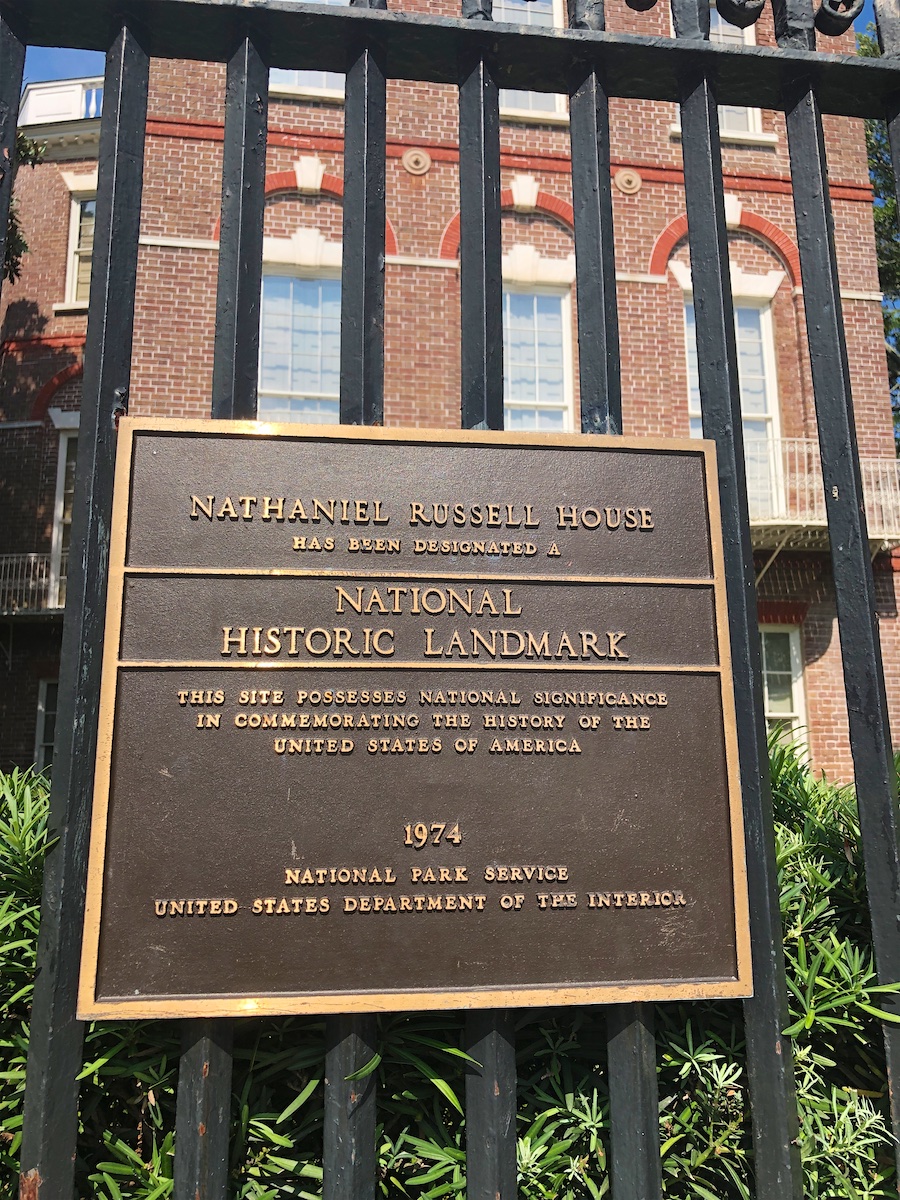 NATHANIEL RUSSELL HOUSE
HAS BEEN DESIGNATED A
NATIONAL
HISTORIC LANDMARK
THIS SITE POSSESSES NATIONAL SIGNIFICANCE
IN COMMEMORATING THE HISTORY OF THE
UNITED STATES OF AMERICA
1974
NATIONAL PARK SERVICE
UNITED STATES DEPARTMENT OF THE INTERIOR